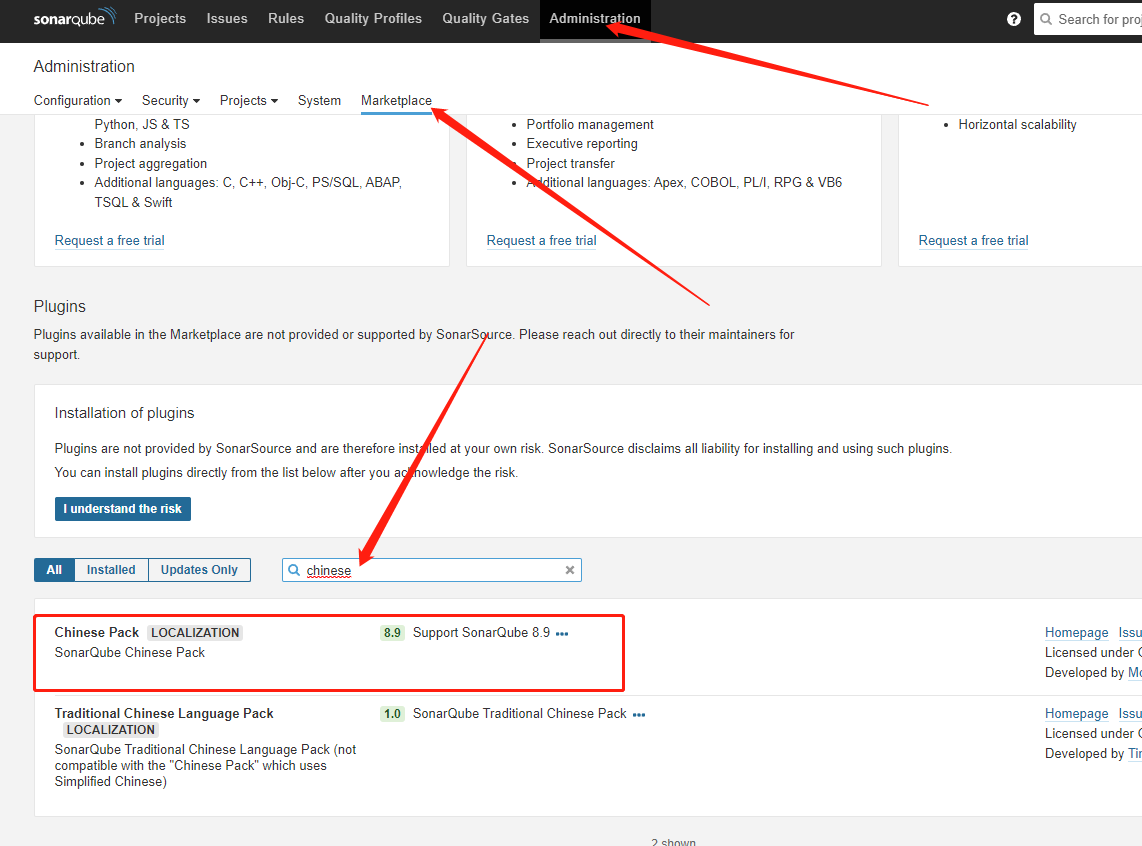 sonarqube Projects Issues Rules Quality Profiles Quality Gates Administration ? Search for proj
Administration
Configuration Security Projects System Marketplace
Python, JS & TS
• Branch analysis
• Project aggregation
• Additional languages: C, C++, Obj-C, PS/SQL, ABAP,
TSQL & Swift
Request a free trial
• Portfolio management
• Executive reporting
• Project transfer
• Additional languages: Apex, COBOL, PL/I, RPG & VB6
Request a free trial
• Horizontal scalability
Request a free trial
Plugins
Plugins available in the Marketplace are not provided or supported by SonarSource. Please reach out directly to their maintainers for
support.
Installation of plugins
Plugins are not provided by SonarSource and are therefore installed at your own risk. SonarSource disclaims all liability for installing and using such plugins.
You can install plugins directly from the list below after you acknowledge the risk.
I understand the risk
All Installed Updates Only chinese
Chinese Pack LOCALIZATION 8.9 Support SonarQube 8.9 ••• Homepage Issu
SonarQube Chinese Pack Licensed under G
Developed by Mo
Traditional Chinese Language Pack 1.0 SonarQube Traditional Chinese Pack ••• Homepage Issu
LOCALIZATION Licensed under G
SonarQube Traditional Chinese Language Pack (not Developed by Tin
compatible with the "Chinese Pack" which uses
Simplified Chinese)
2 shown